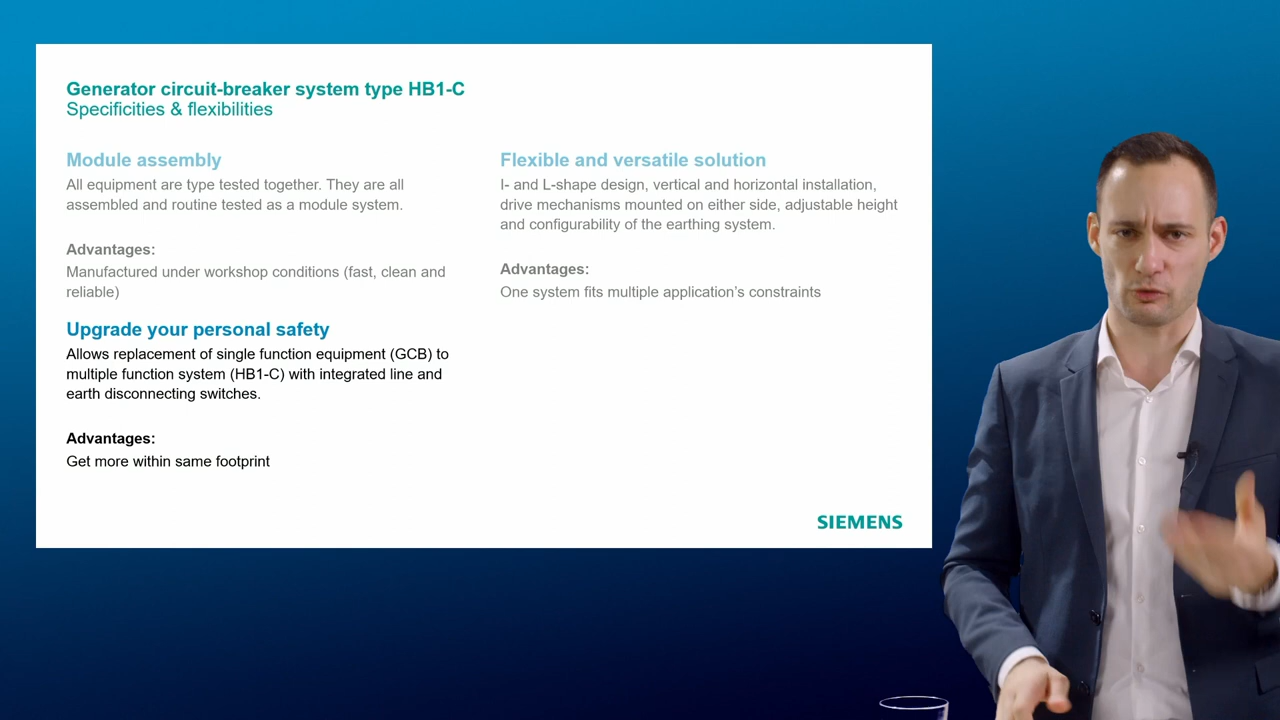 Generator circuit-breaker system type HB1-C
Specificities & flexibilities
Module assembly
All equipment are type tested together. They are all
assembled and routine tested as a module system.
Advantages:
Manufactured under workshop conditions (fast, clean and
reliable)
Upgrade your personal safety
Allows replacement of single function equipment (GCB) to
multiple function system (HB1-C) with integrated line and
earth disconnecting switches.
Advantages:
Get more within same footprint
Flexible and versatile solution
I- and L-shape design, vertical and horizontal installation,
drive mechanisms mounted on either side, adjustable height
and configurability of the earthing system.
Advantages:
One system fits multiple application’s constraints
SIEMENS